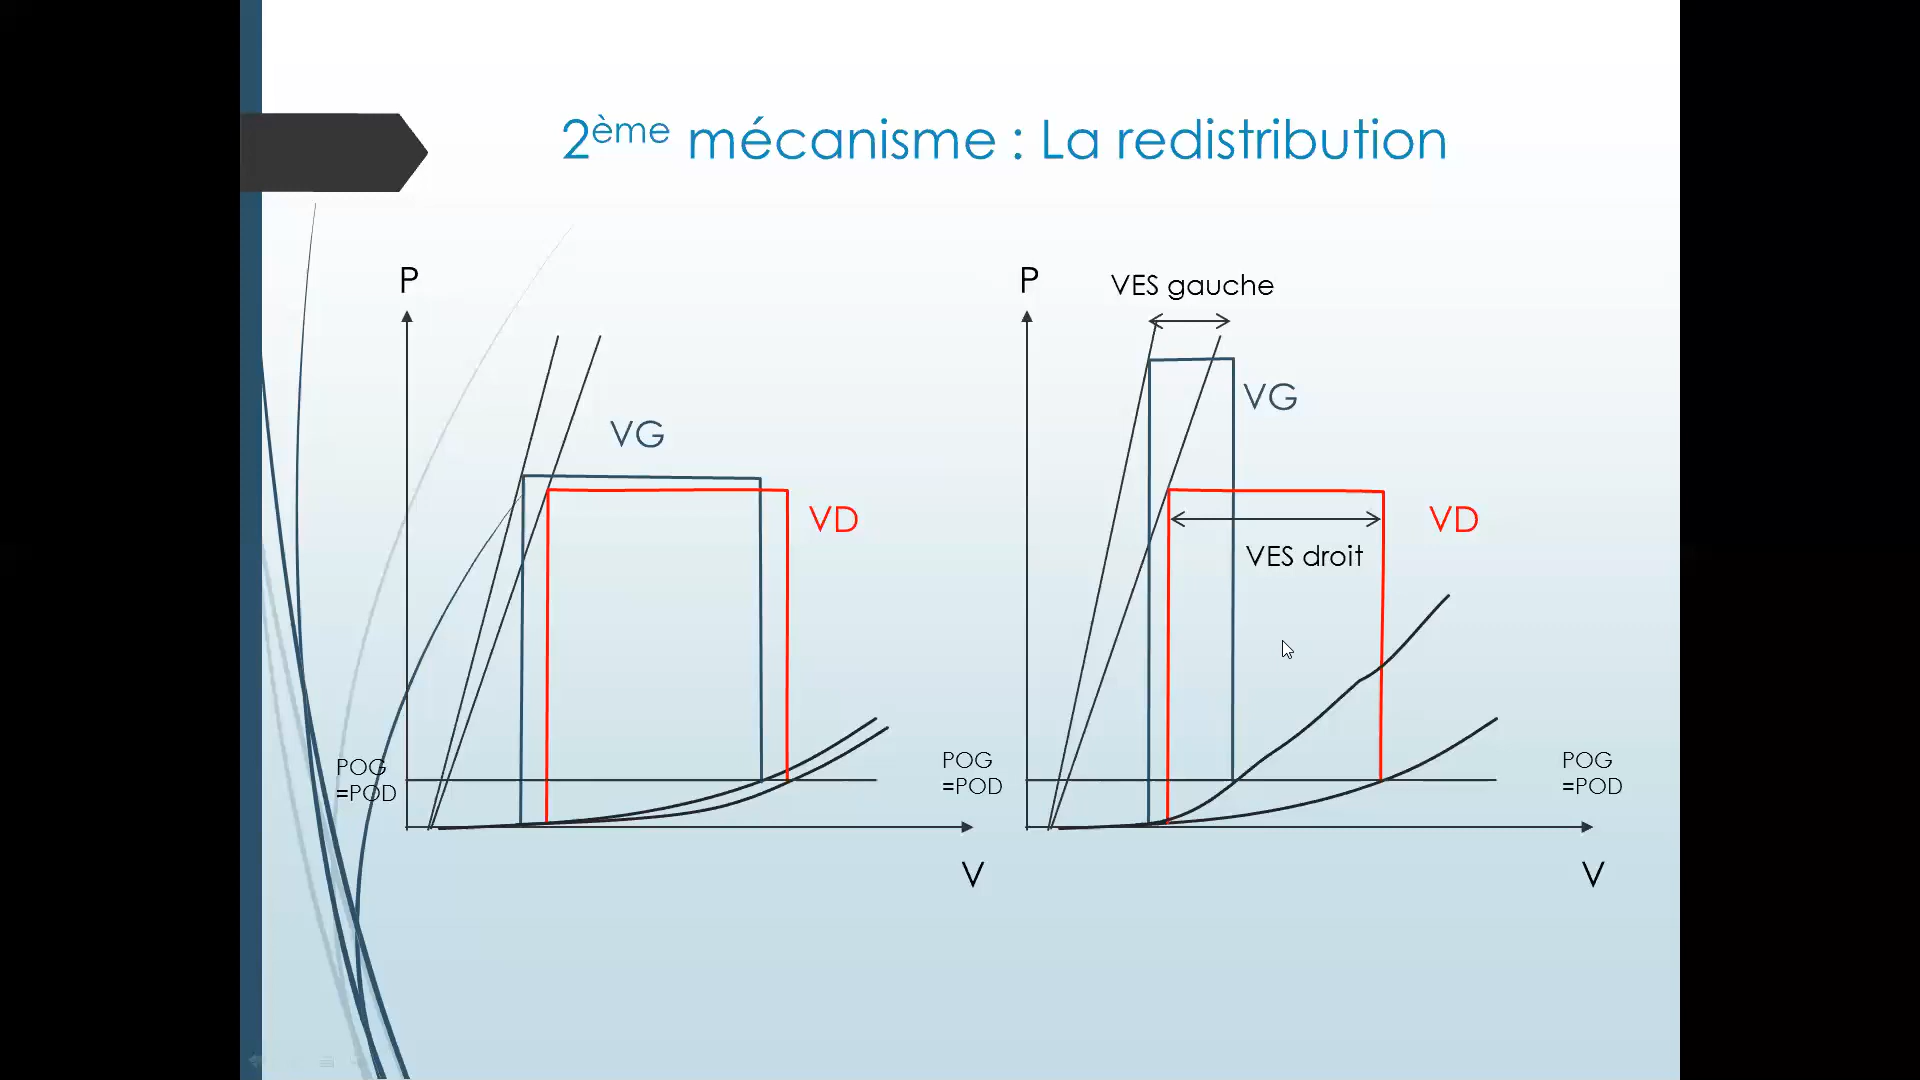 2ème mécanisme : La redistribution
P
VG
VD
POG
=POD
V
P
VES gauche
VG
VD
VES droit
POG
=POD
POG
=POD
V